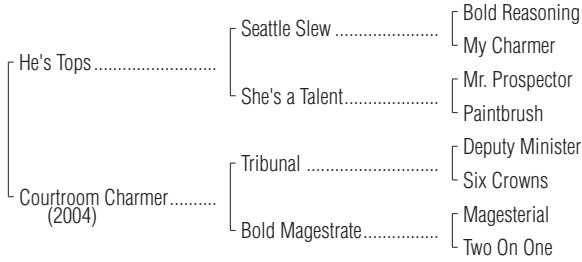 Bold Reasoning
Seattle Slew ........................
My Charmer
He's Tops ............................
Mr. Prospector
She's a Talent......................
Paintbrush
Deputy Minister
Tribunal ..............................
Six Crowns
Courtroom Charmer..........
(2004)
Magesterial
Bold Magestrate.................
Two On One